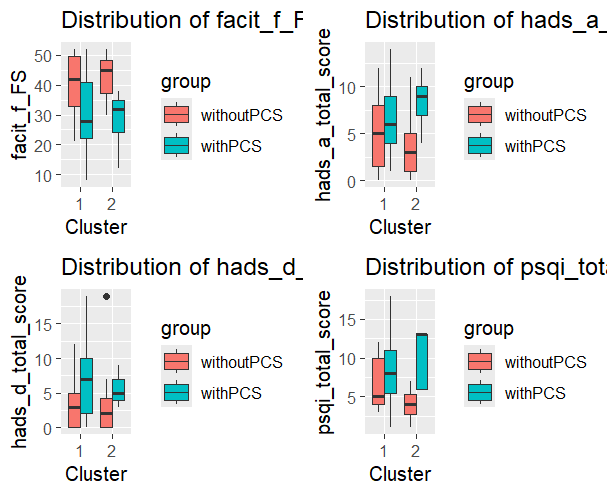 Distribution of facit_f_F
facit_f_FS
50
40
30
20
10
1 2
Cluster
group
withoutPCS
withPCS
Distribution of hads_a_
hads_a_total_score
10
5
0
1 2
Cluster
group
withoutPCS
withPCS
Distribution of hads_d_
hads_d_total_score
15
10
5
0
1 2
Cluster
group
withoutPCS
withPCS
Distribution of psqi_tota
psqi_total_score
15
10
5
1 2
Cluster
group
withoutPCS
withPCS